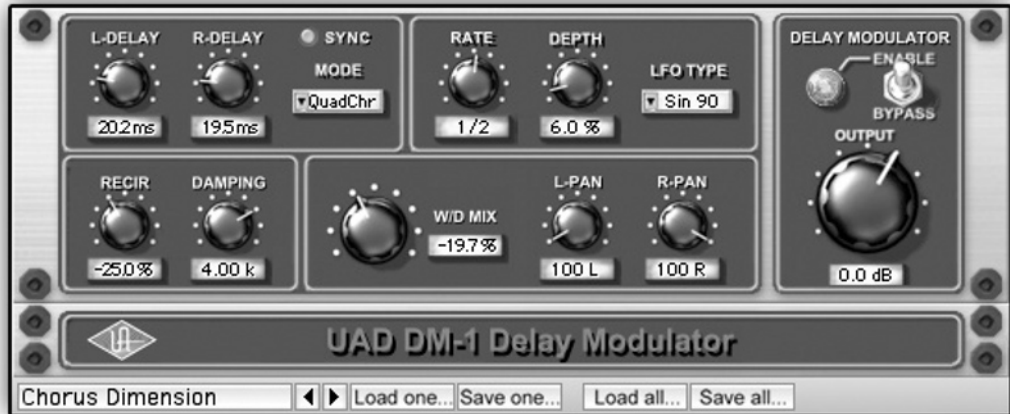 L-DELAY R-DELAY SYNC
MODE
QuadChr
20.2ms 19.5ms
RATE DEPTH
LFO TYPE
Sin 90
1/2 6.0 %
DELAY MODULATOR
ENABLE
BYPASS
OUTPUT
0.0 dB
RECIR DAMPING
-25.0% 4.00 k
W/D MIX
-19.7%
L-PAN R-PAN
100 L 100 R
UA
UAD DM-1 Delay Modulator
Chorus Dimension Load one... Save one... Load all... Save all...